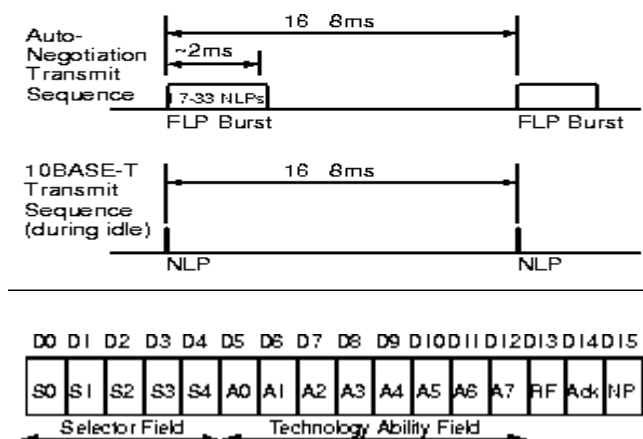 16 8ms
Auto-
Negotiation
Transmit
Sequence
~2ms
17-33 NLPs
FLP Burst
FLP Burst
10BASE-T
Transmit
Sequence
(during idle)
16 8ms
NLP
NLP
D0 D1 D2 D3 D4 D5 D6 D7 D8 D9 D10 D11 D12 D13 D14 D15
S0 S1 S2 S3 S4 A0 A1 A2 A3 A4 A5 A6 A7 RF Ack NP
Selector Field Technology Ability Field